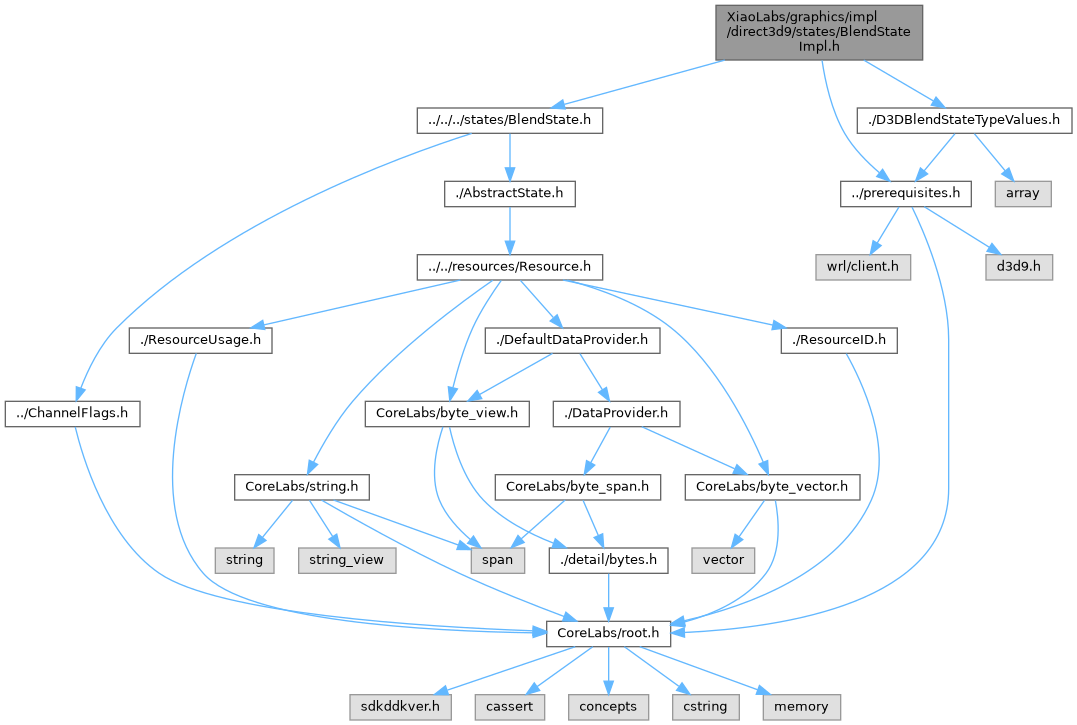 XiaoLabs/graphics/impl
/direct3d9/states/BlendState
Impl.h
../../../states/BlendState.h
./D3DBlendStateTypeValues.h
./AbstractState.h
../prerequisites.h
array
../../resources/Resource.h
wrl/client.h
d3d9.h
./ResourceUsage.h
./DefaultDataProvider.h
./ResourceID.h
../ChannelFlags.h
CoreLabs/byte_view.h
./DataProvider.h
CoreLabs/string.h
CoreLabs/byte_span.h
CoreLabs/byte_vector.h
string
string_view
span
./detail/bytes.h
vector
CoreLabs/root.h
sdkddkver.h
cassert
concepts
cstring
memory